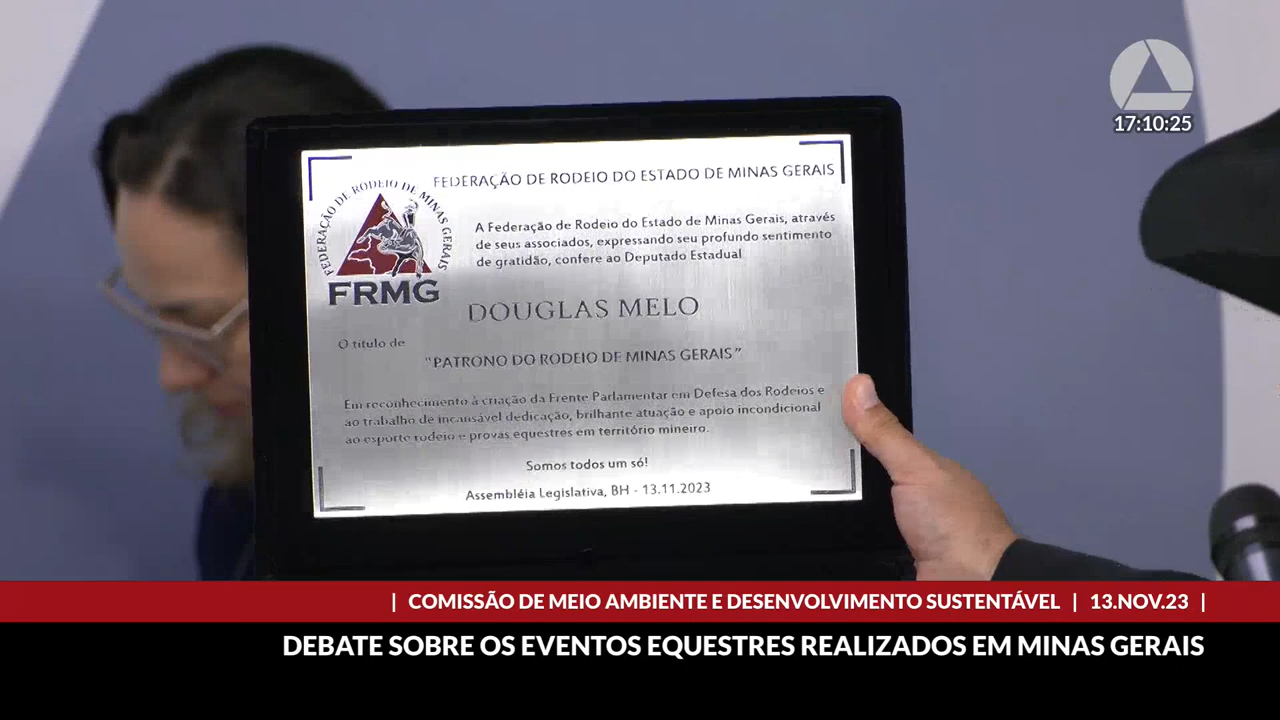 17:10:25
FEDERAÇÃO DE RODEIO DO ESTADO DE MINAS GERAIS
FEDERAÇÃO DE RODEIO DE MINAS GERAIS
FRMG
A Federação de Rodeio do Estado de Minas Gerais, através
de seus associados, expressando seu profundo sentimento
de gratidão, confere ao Deputado Estadual
DOUGLAS MELO
O título de
"PATRONO DO RODEIO DE MINAS GERAIS"
Em reconhecimento à criação da Frente Parlamentar em Defesa dos Rodeios e
ao trabalho de incansável dedicação, brilhante atuação e apoio incondicional
ao esporte rodeio e provas equestres em território mineiro.
Somos todos um só!
Assembléia Legislativa, BH - 13.11.2023
| COMISSÃO DE MEIO AMBIENTE E DESENVOLVIMENTO SUSTENTÁVEL | 13.NOV.23 |
DEBATE SOBRE OS EVENTOS EQUESTRES REALIZADOS EM MINAS GERAIS